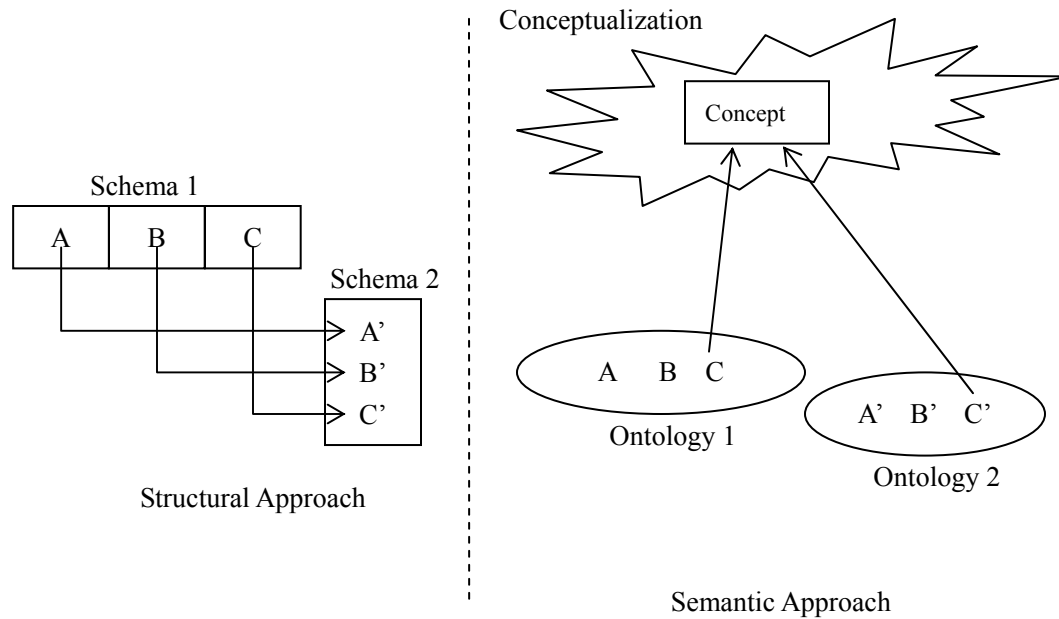 Schema 1
A B C
Schema 2
A’
B’
C’
Structural Approach
Conceptualization
Concept
A B C
Ontology 1
A’ B’ C’
Ontology 2
Semantic Approach